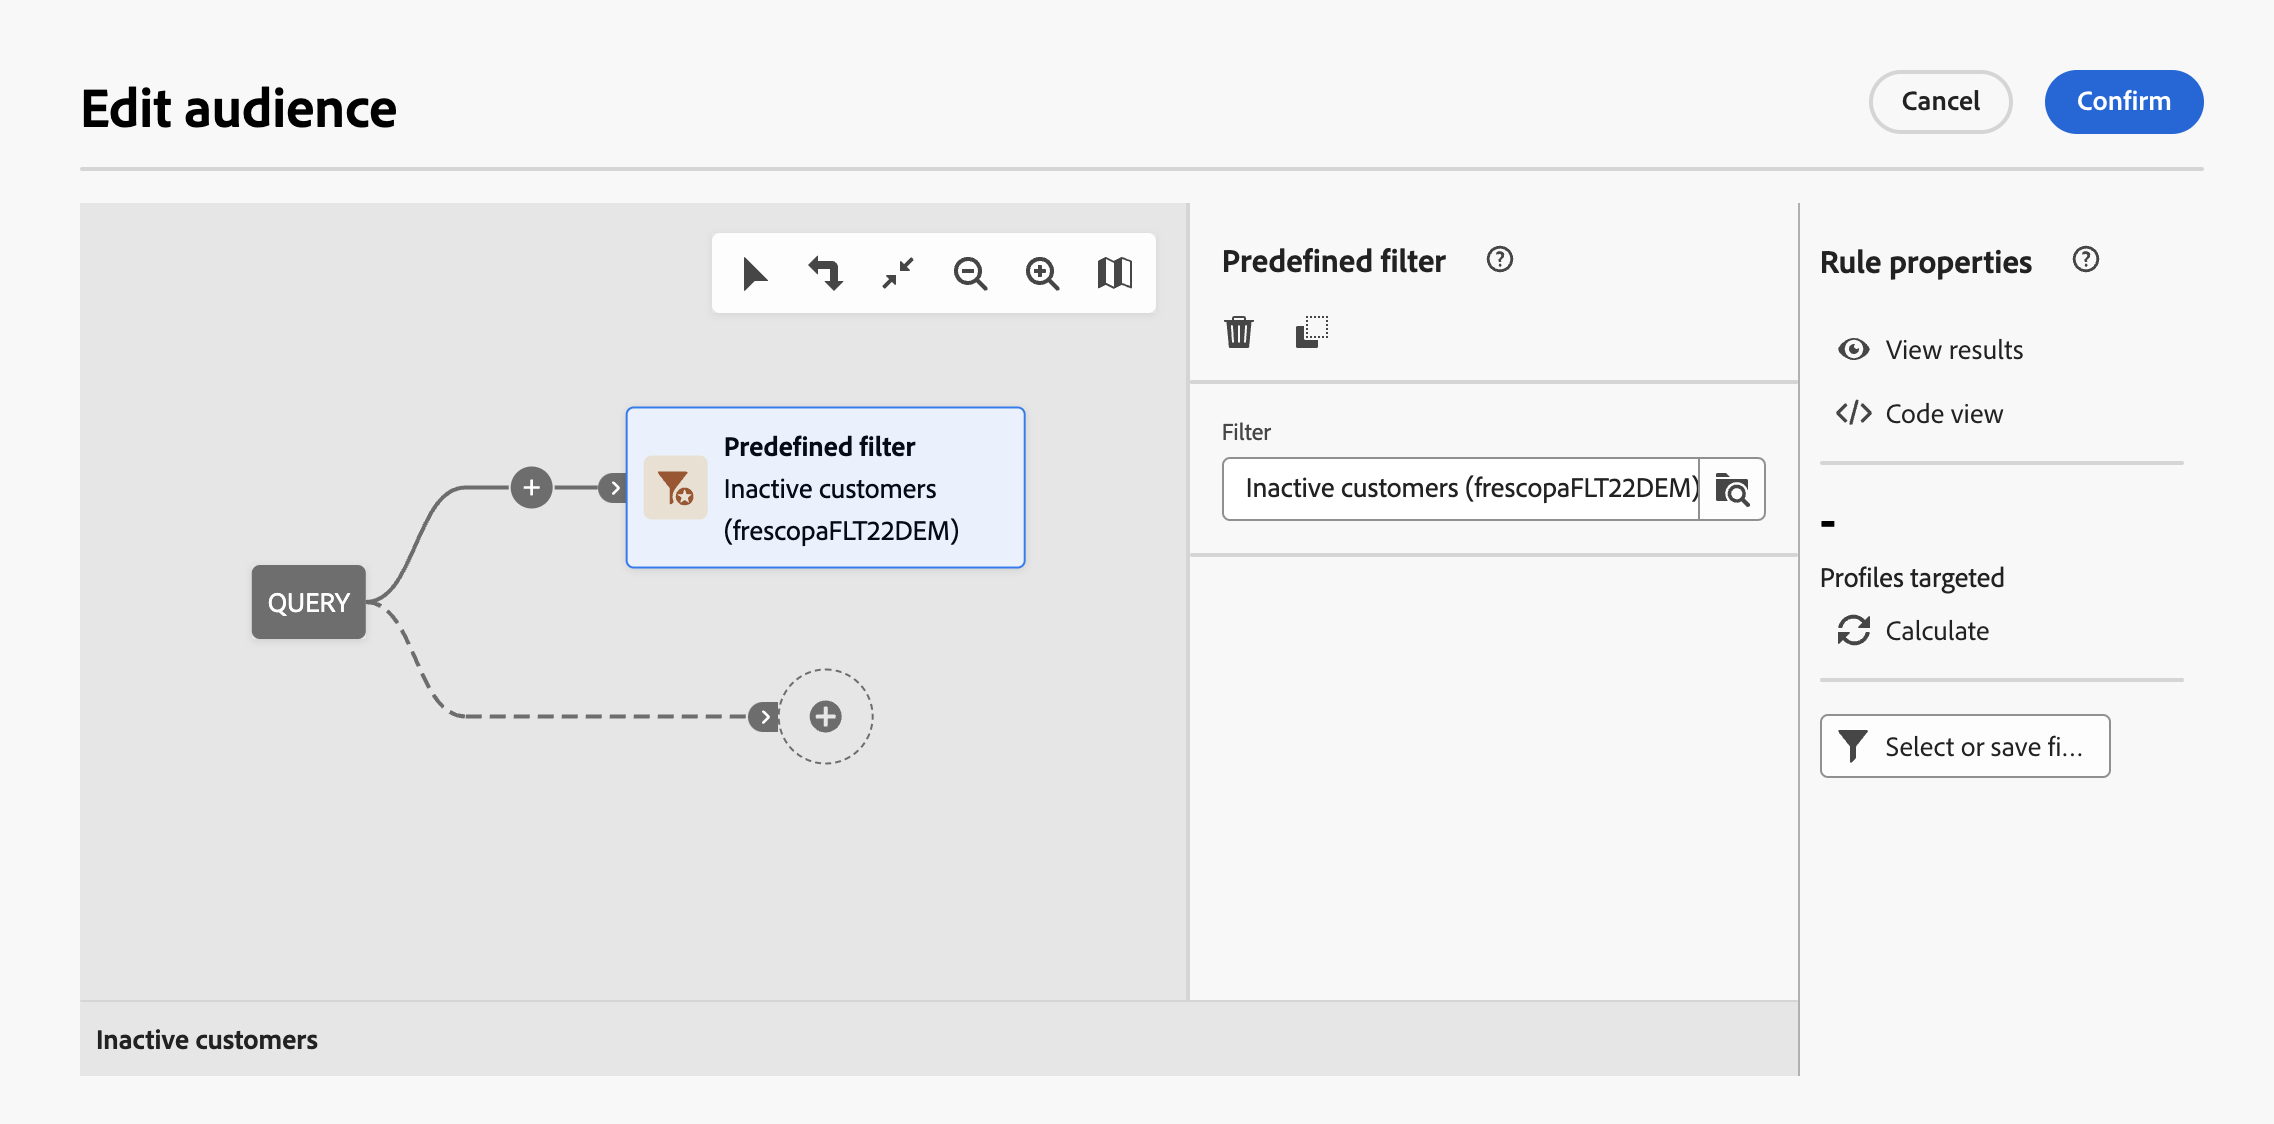 Edit audience
Cancel
Confirm
Predefined filter
Inactive customers
(frescopaFLT22DEM)
QUERY
Inactive customers
Predefined filter
Filter
Inactive customers (frescopaFLT22DEM)
Rule properties
View results
Code view
-
Profiles targeted
Calculate
Select or save fi...